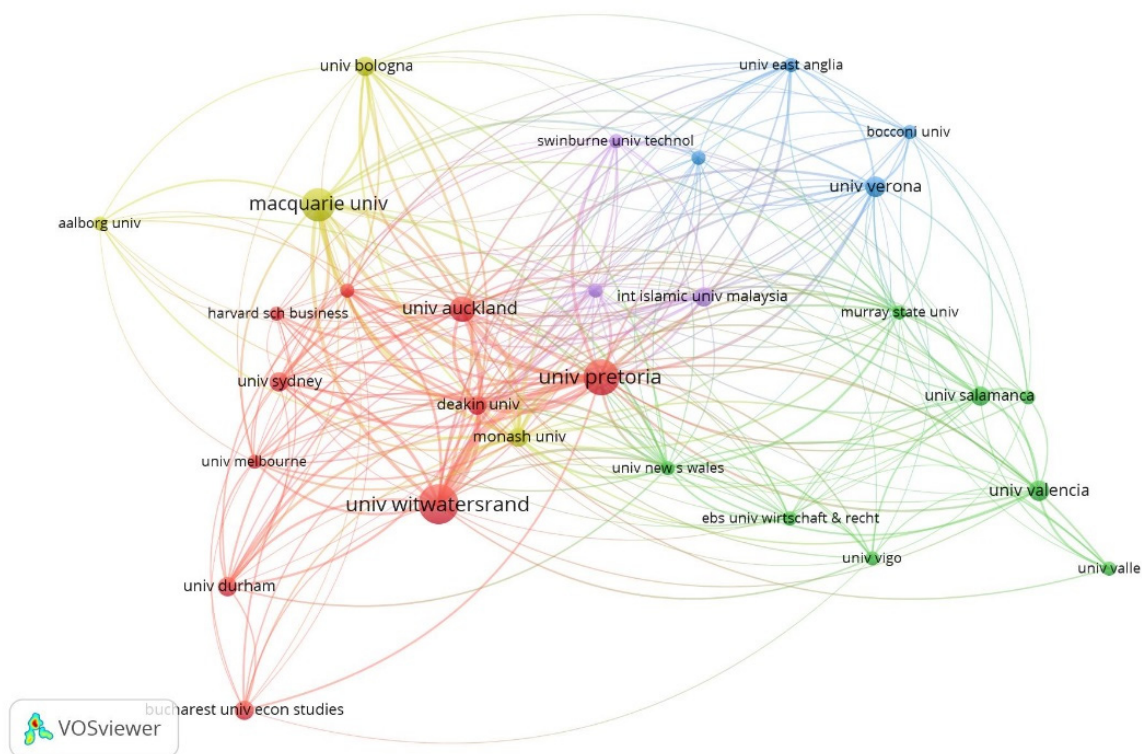 univ bologna
univ east anglia
bocconi univ
swinburne univ technol
univ verona
macquarie univ
aalborg univ
int islamic univ malaysia
univ auckland
harvard sch business
murray state univ
univ pretoria
univ sydney
univ salamanca
deakin univ
monash univ
univ melbourne
univ new s wales
univ valencia
univ witwatersrand
ebs univ wirtschaft & recht
univ vigo
univ valle
univ durham
bucharest univ econ studies
VOSviewer